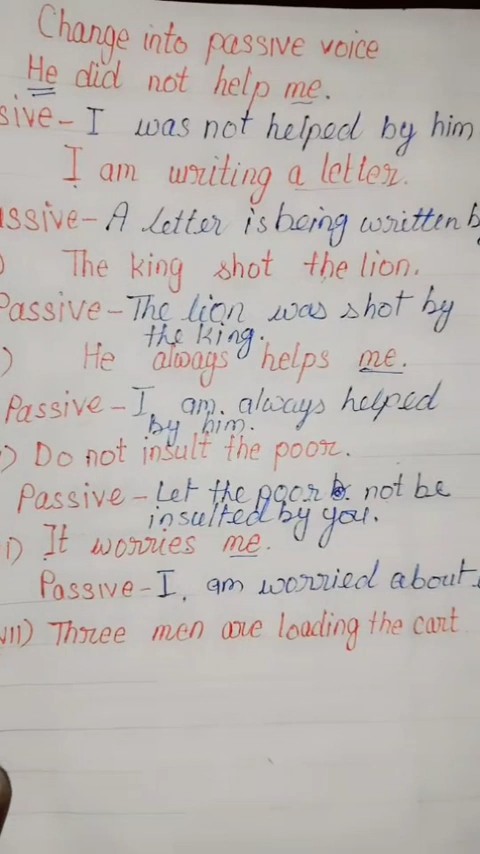 Change into passive voice
He did not help me.
sive - I was not helped by him
I am writing a letter.
assive - A letter is being written b
) The king shot the lion.
Passive - The lion was shot by
the king.
) He always helps me.
Passive - I, am. always helped
by him.
) Do not insult the poor.
Passive - Let the poor not be
insulted by you.
i) It worries me.
Passive - I, am worried about
VII) Three men are loading the cart